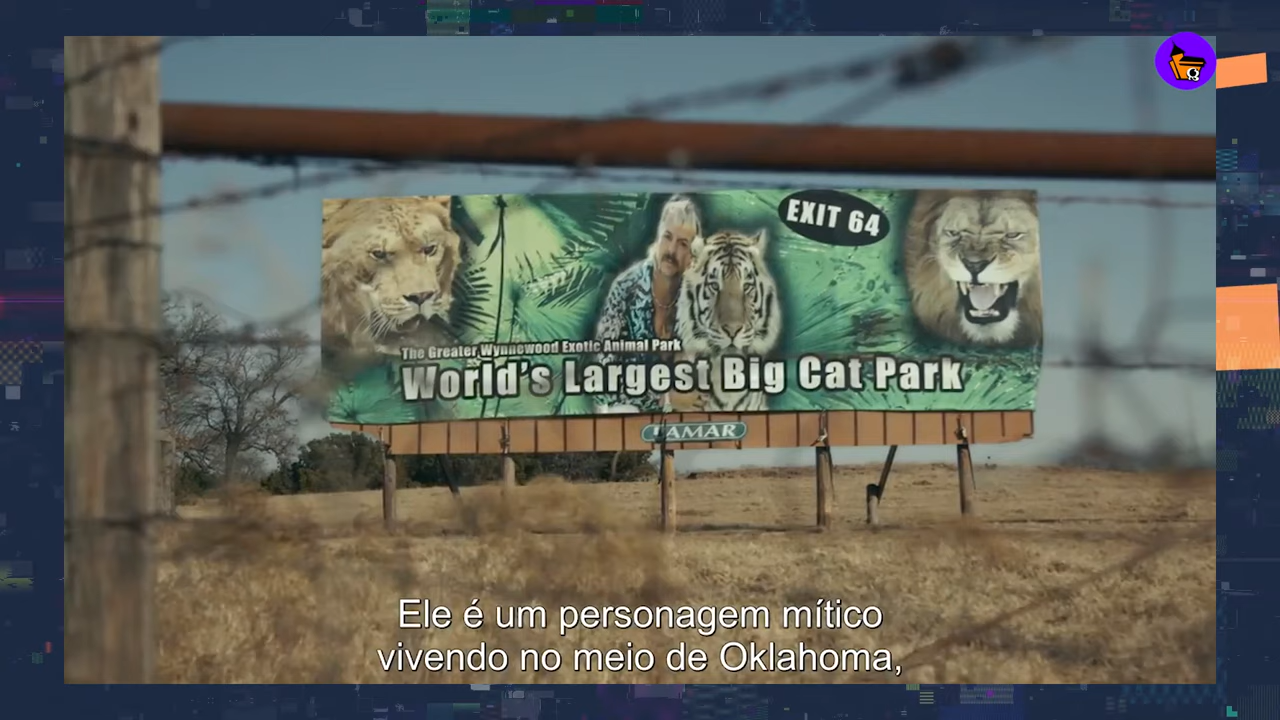 EXIT 64
The Greater Wynnewood Exotic Animal Park
World's Largest Big Cat Park
LAMAR
Ele é um personagem mítico
vivendo no meio de Oklahoma,